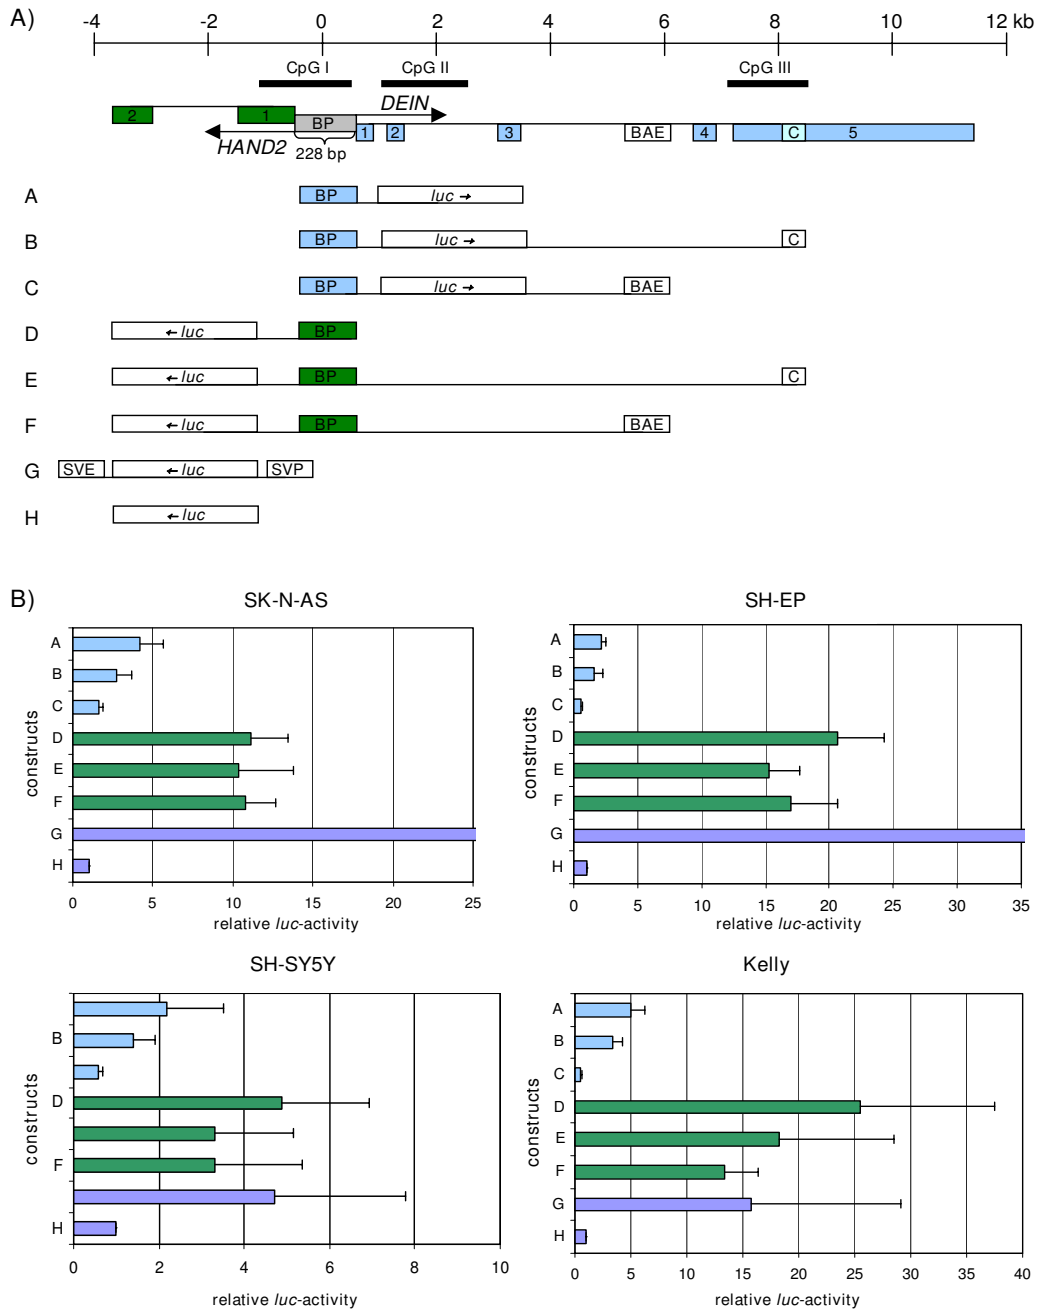 A)
-4 -2 0 2 4 6 8 10 12 kb
CpG I CpG II CpG III
DEIN
2 1 BP 1 2 3 BAE 4 C 5
HAND2 228 bp
A BP luc →
B BP luc → C
C BP luc → BAE
D ← luc BP
E ← luc BP C
F ← luc BP BAE
G SVE ← luc SVP
H ← luc
B)
SK-N-AS
constructs
A
B
C
D
E
F
G
H
0 5 10 15 20 25
relative luc-activity
SH-EP
constructs
A
B
C
D
E
F
G
H
0 5 10 15 20 25 30 35
relative luc-activity
SH-SY5Y
constructs
B
D
F
H
0 2 4 6 8 10
relative luc-activity
Kelly
constructs
A
B
C
D
E
F
G
H
0 5 10 15 20 25 30 35 40
relative luc-activity